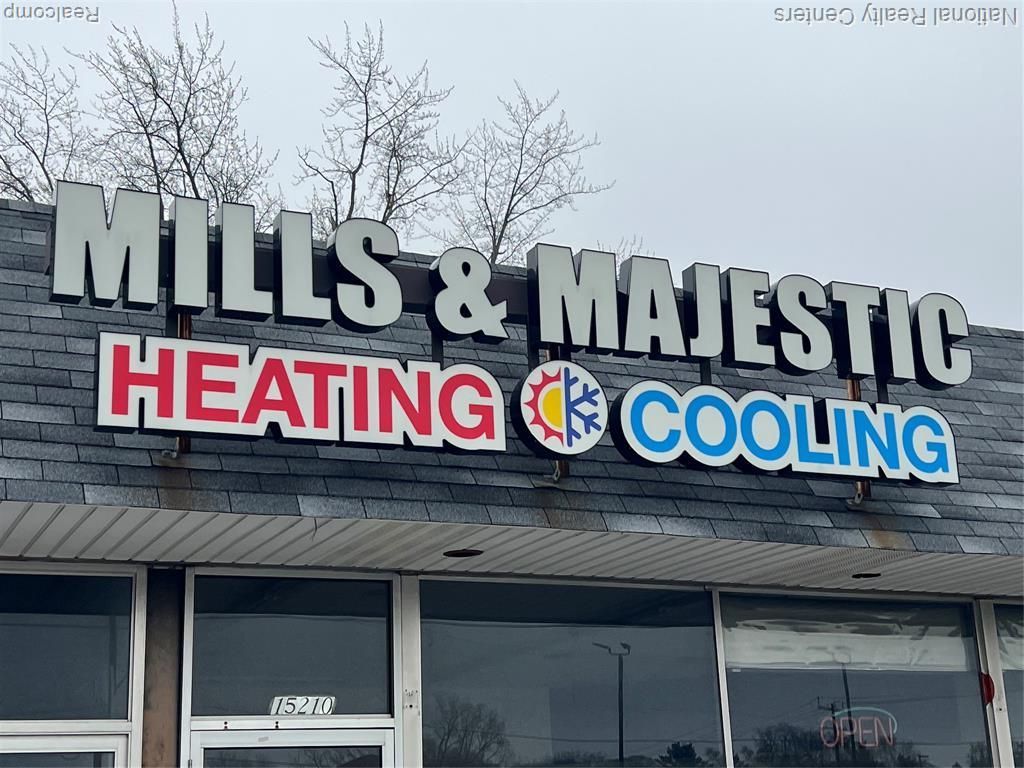 Realcomp
National Realty Centers
MILLS & MAJESTIC
HEATING COOLING
15210
OPEN